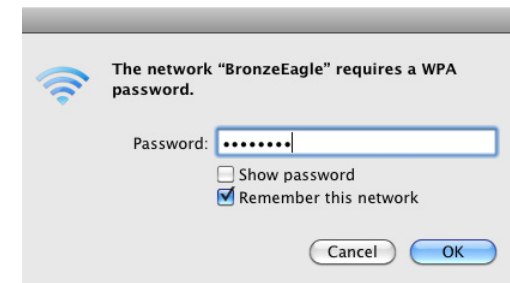 The network “BronzeEagle” requires a WPA
password.
Password: ••••••••
Show password
Remember this network
Cancel OK